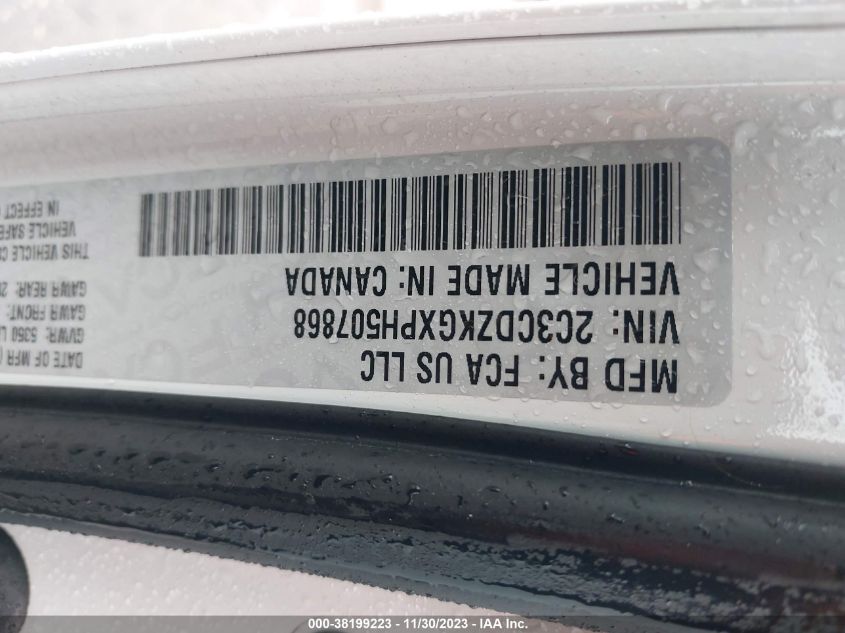 MFD BY: FCA US LLC
VIN: 2C3CDZKGXPH507868
VEHICLE MADE IN: CANADA
DATE OF MFR
GVWR: 5350
GAWR FRONT:
GAWR REAR:
THIS VEHICLE
VEHICLE
IN EFFECT
000-38199223 - 11/30/2023 - IAA Inc.